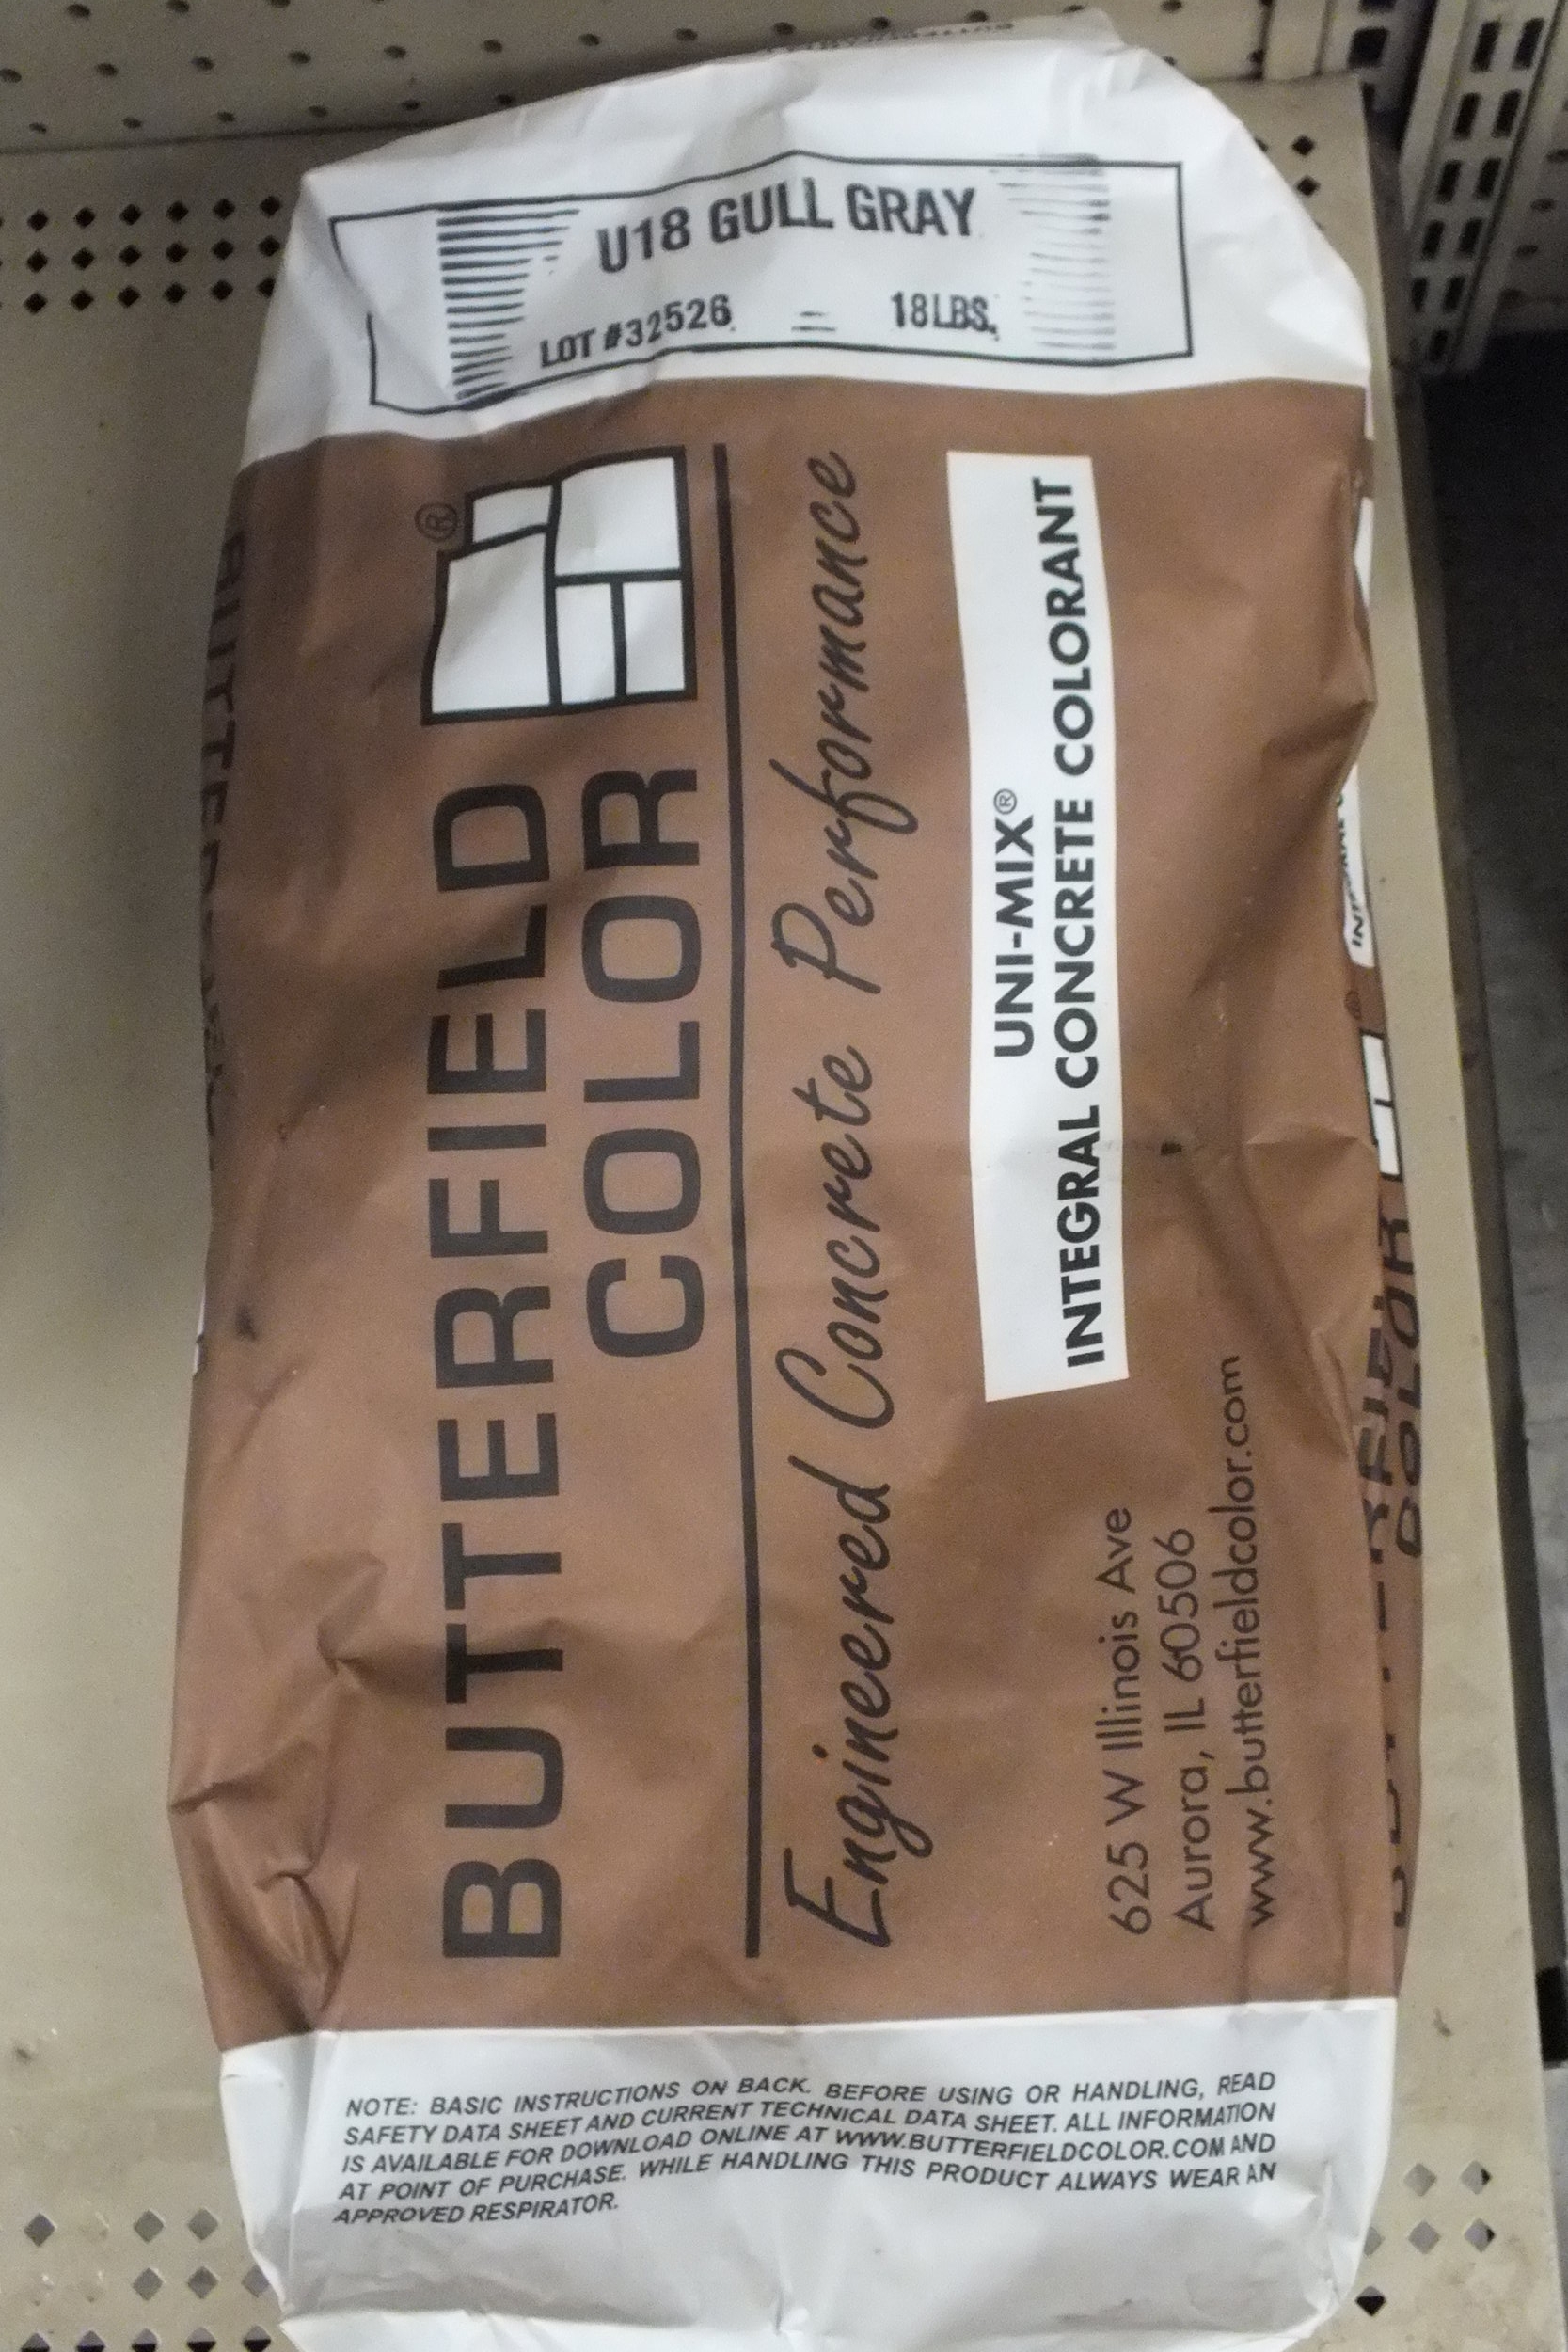 U18 GULL GRAY
LOT #32526 18 LBS.
BUTTERFIELD
COLOR
®
Engineered Concrete Performance
UNI-MIX®
INTEGRAL CONCRETE COLORANT
625 W Illinois Ave
Aurora, IL 60506
www.butterfieldcolor.com
NOTE: BASIC INSTRUCTIONS ON BACK. BEFORE USING OR HANDLING, READ
SAFETY DATA SHEET AND CURRENT TECHNICAL DATA SHEET. ALL INFORMATION
IS AVAILABLE FOR DOWNLOAD ONLINE AT WWW.BUTTERFIELDCOLOR.COM AND
AT POINT OF PURCHASE. WHILE HANDLING THIS PRODUCT ALWAYS WEAR AN
APPROVED RESPIRATOR.